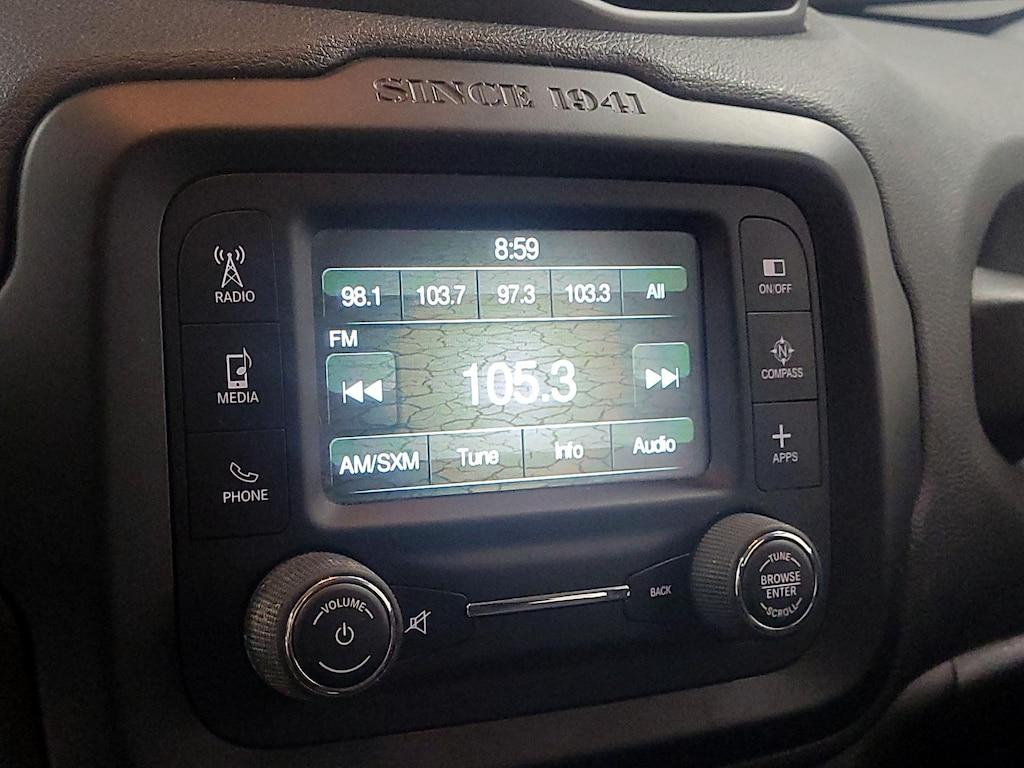 SINCE 1941
8:59
98.1 103.7 97.3 103.3 All
FM
105.3
AM/SXM Tune Info Audio
RADIO
MEDIA
PHONE
ON/OFF
N
COMPASS
APPS
VOLUME
BACK
TUNE
BROWSE
ENTER
SCROLL